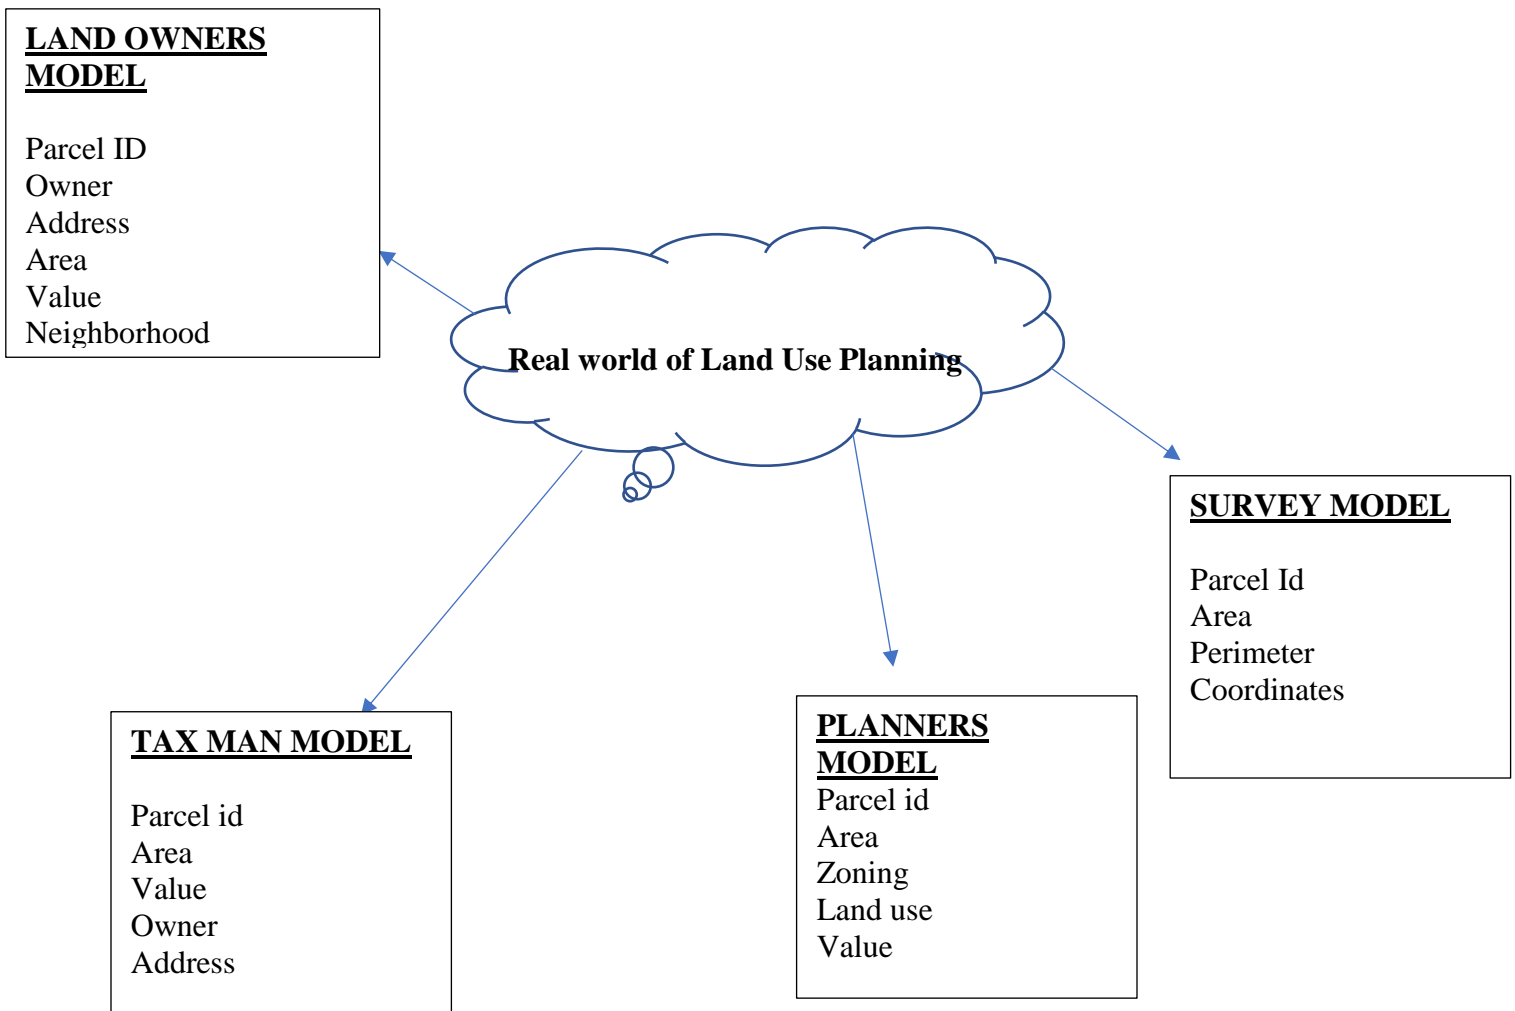 LAND OWNERS
MODEL
Parcel ID
Owner
Address
Area
Value
Neighborhood
Real world of Land Use Planning
SURVEY MODEL
Parcel Id
Area
Perimeter
Coordinates
TAX MAN MODEL
Parcel id
Area
Value
Owner
Address
PLANNERS
MODEL
Parcel id
Area
Zoning
Land use
Value